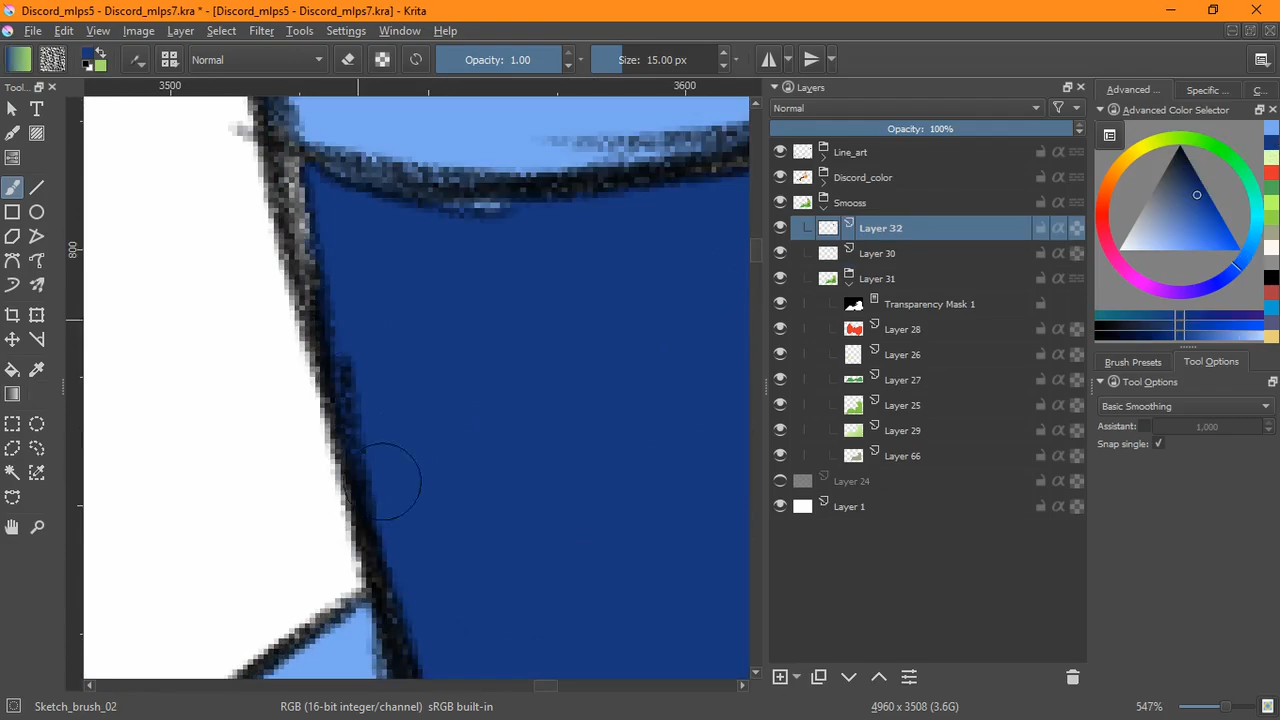 Discord_mlps5 - Discord_mlps7.kra * - [Discord_mlps5 - Discord_mlps7.kra] - Krita
File Edit View Image Layer Select Filter Tools Settings Window Help
Normal Opacity: 1.00 Size: 15.00 px
Tool...
3500 3600
800
Layers
Normal
Opacity: 100%
Line_art
Discord_color
Smooss
Layer 32
Layer 30
Layer 31
Transparency Mask 1
Layer 28
Layer 26
Layer 27
Layer 25
Layer 29
Layer 66
Layer 24
Layer 1
Advanced ... Specific ... C...
Advanced Color Selector
Brush Presets Tool Options
Tool Options
Basic Smoothing
Assistant: 1,000
Snap single:
Sketch_brush_02 RGB (16-bit integer/channel) sRGB built-in 4960 x 3508 (3.6G) 547%